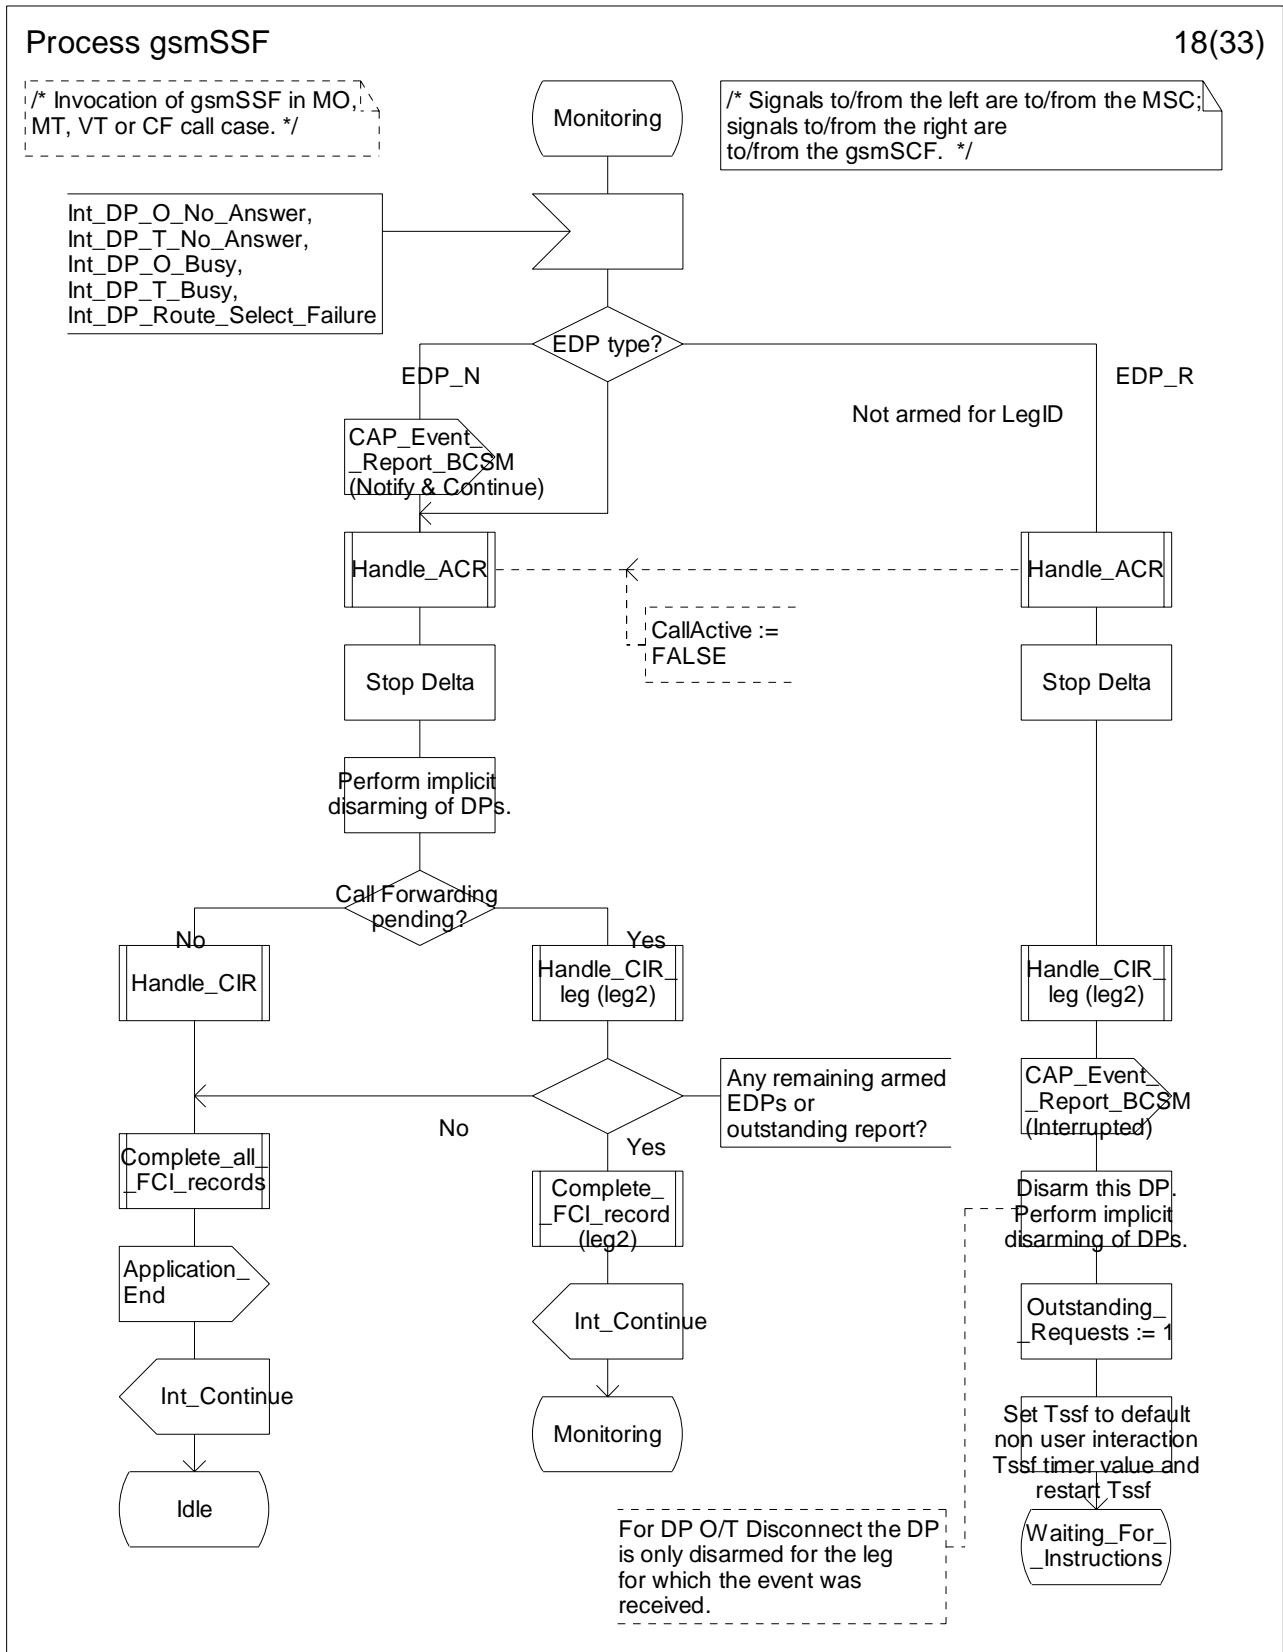 Process gsmSSF
18(33)
/* Invocation of gsmSSF in MO,
MT, VT or CF call case. */
Monitoring
/* Signals to/from the left are to/from the MSC;
signals to/from the right are
to/from the gsmSCF.  */
Int_DP_O_No_Answer,
Int_DP_T_No_Answer,
Int_DP_O_Busy,
Int_DP_T_Busy,
Int_DP_Route_Select_Failure
EDP type?
EDP_N
EDP_R
Not armed for LegID
CAP_Event_
_Report_BCSM
(Notify & Continue)
Handle_ACR
Handle_ACR
CallActive :=
FALSE
Stop Delta
Stop Delta
Perform implicit
disarming of DPs.
Call Forwarding
pending?
No
Yes
Handle_CIR
Handle_CIR_
leg (leg2)
Handle_CIR_
leg (leg2)
Any remaining armed
EDPs or
outstanding report?
CAP_Event_
_Report_BCSM
(Interrupted)
No
Yes
Complete_all_
_FCI_records
Complete_
_FCI_record
(leg2)
Disarm this DP.
Perform implicit
disarming of DPs.
Application_
End
Int_Continue
Outstanding_
_Requests := 1
Int_Continue
Monitoring
Set Tssf to default
non user interaction
Tssf timer value and
restart Tssf
Idle
For DP O/T Disconnect the DP
is only disarmed for the leg
for which the event was
received.
Waiting_For_
_Instructions